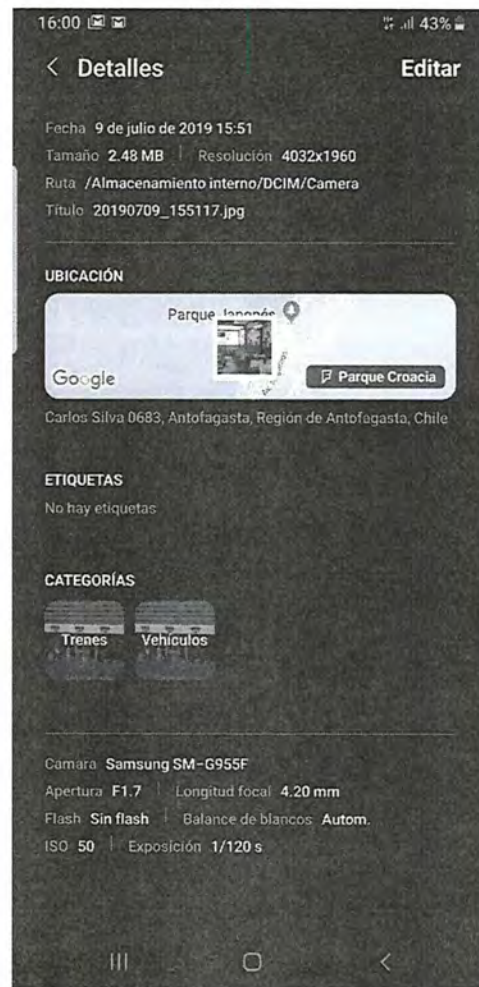 16:00 43%
Detalles Editar
Fecha 9 de julio de 2019 15:51
Tamaño 2.48 MB Resolución 4032x1960
Ruta /Almacenamiento interno/DCIM/Camera
Título 20190709_155117.jpg
UBICACIÓN
Parque Japonés
Google Parque Croacia
Carlos Silva 0683, Antofagasta, Región de Antofagasta, Chile
ETIQUETAS
No hay etiquetas
CATEGORÍAS
Trenes Vehículos
Camara Samsung SM-G955F
Apertura F1.7 Longitud focal 4.20 mm
Flash Sin flash Balance de blancos Autom.
ISO 50 Exposición 1/120 s